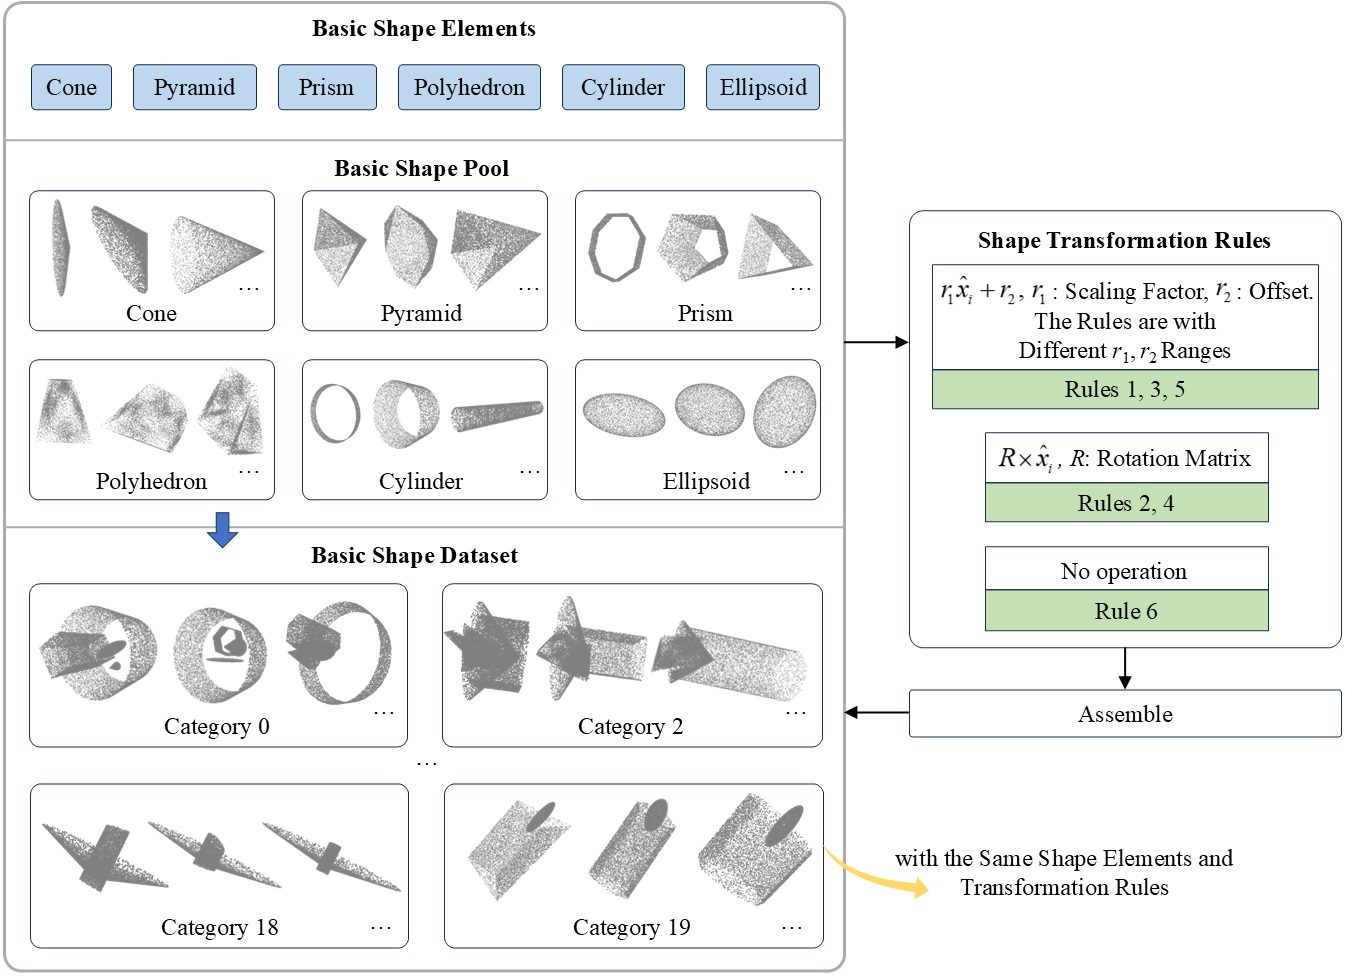 Basic Shape Elements
Cone
Pyramid
Prism
Polyhedron
Cylinder
Ellipsoid
Basic Shape Pool
...
Cone
...
Pyramid
...
Prism
...
Polyhedron
...
Cylinder
...
Ellipsoid
Basic Shape Dataset
...
Category 0
...
Category 2
...
Category 18
...
Category 19
...
Shape Transformation Rules
r₁x̂ᵢ + r₂, r₁ : Scaling Factor, r₂ : Offset.
The Rules are with
Different r₁, r₂ Ranges
Rules 1, 3, 5
R×x̂ᵢ , R: Rotation Matrix
Rules 2, 4
No operation
Rule 6
Assemble
with the Same Shape Elements and
Transformation Rules